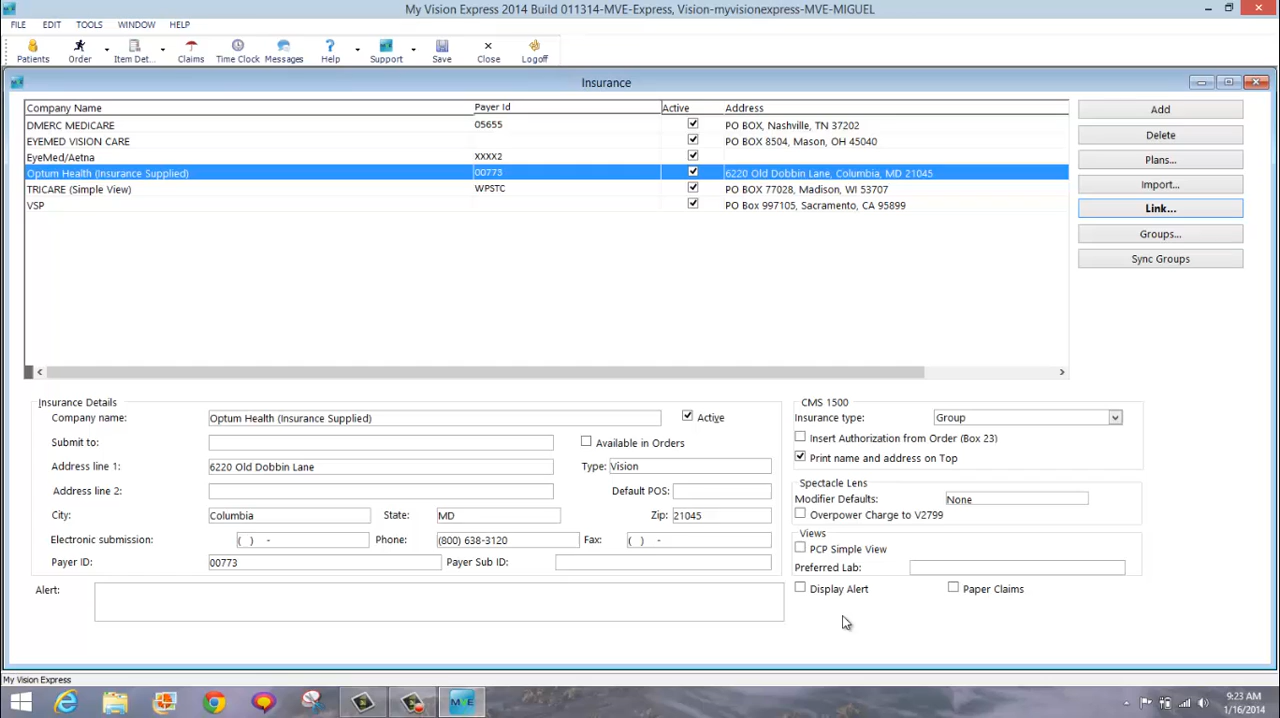 My Vision Express 2014 Build 011314-MVE-Express, Vision-myvisionexpress-MVE-MIGUEL
FILE EDIT TOOLS WINDOW HELP
Patients Order Item Det... Claims Time Clock Messages Help Support Save Close Logoff
Insurance
Company Name Payer Id Active Address
DMERC MEDICARE 05655 PO BOX, Nashville, TN 37202
EYEMED VISION CARE PO BOX 8504, Mason, OH 45040
EyeMed/Aetna XXXX2
Optum Health (Insurance Supplied) 00773 6220 Old Dobbin Lane, Columbia, MD 21045
TRICARE (Simple View) WPSTC PO BOX 77028, Madison, WI 53707
VSP PO Box 997105, Sacramento, CA 95899
Add
Delete
Plans...
Import...
Link...
Groups...
Sync Groups
Insurance Details
Company name: Optum Health (Insurance Supplied) Active
Submit to: Available in Orders
Address line 1: 6220 Old Dobbin Lane Type: Vision
Address line 2: Default POS:
City: Columbia State: MD Zip: 21045
Electronic submission: ( ) - Phone: (800) 638-3120 Fax: ( ) -
Payer ID: 00773 Payer Sub ID:
Alert:
CMS 1500
Insurance type: Group
Insert Authorization from Order (Box 23)
Print name and address on Top
Spectacle Lens
Modifier Defaults: None
Overpower Charge to V2799
Views
PCP Simple View
Preferred Lab:
Display Alert Paper Claims
My Vision Express
MVE
9:23 AM
1/16/2014